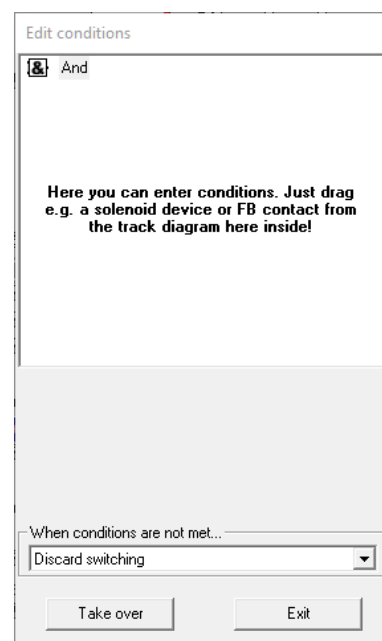 Edit conditions
& And
Here you can enter conditions. Just drag
e.g. a solenoid device or FB contact from
the track diagram here inside!
When conditions are not met...
Discard switching
Take over Exit